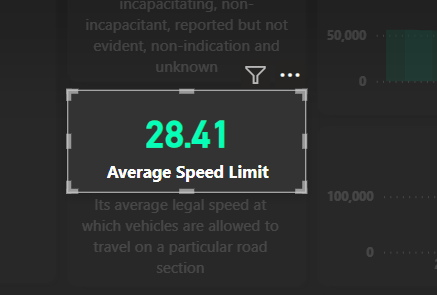 incapacitating, non-
incapacitant, reported but not
evident, non-indication and
unknown
28.41
Average Speed Limit
Its average legal speed at
which vehicles are allowed to
travel on a particular road
section
50,000
0
100,000
0